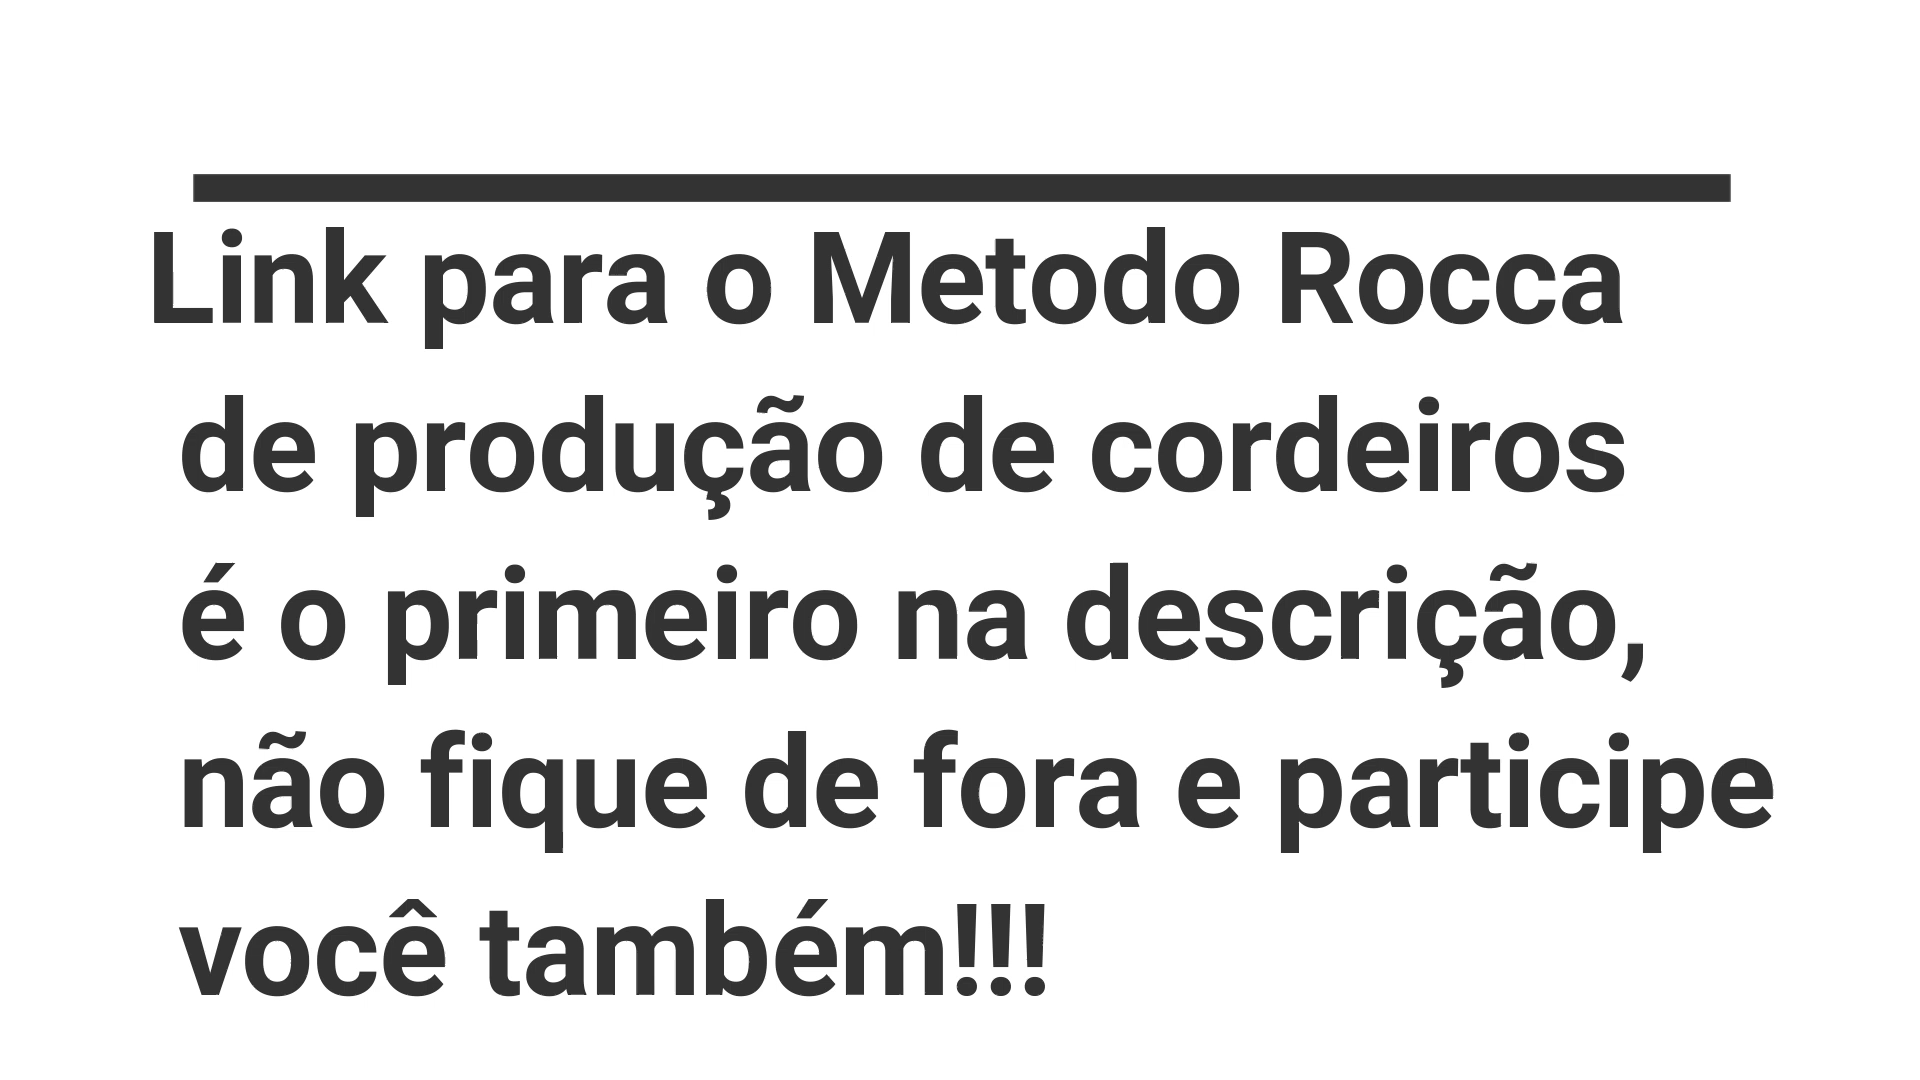 Link para o Metodo Rocca
de produção de cordeiros
é o primeiro na descrição,
não fique de fora e participe
você também!!!